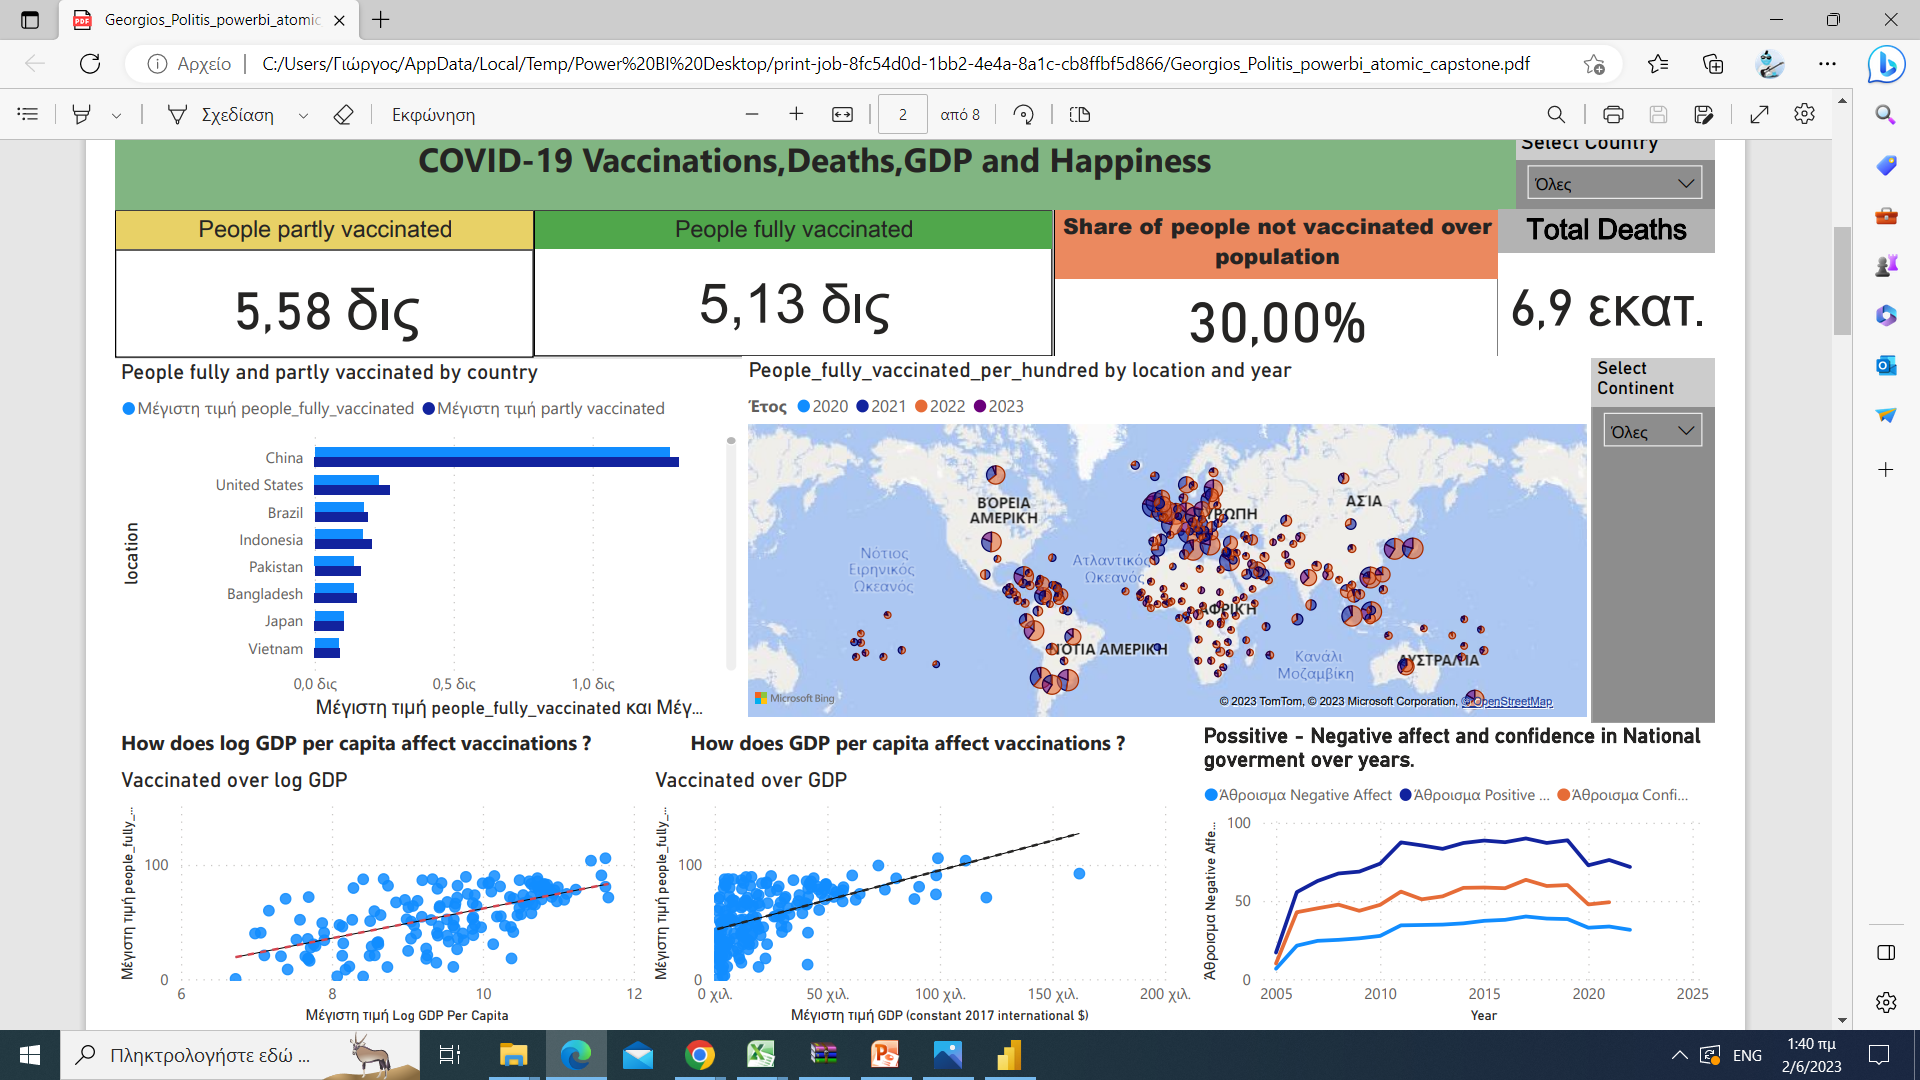 Georgios_Politis_powerbi_atomic
Αρχείο
C:/Users/Γιώργος/AppData/Local/Temp/Power%20BI%20Desktop/print-job-8fc54d0d-1bb2-4e4a-8a1c-cb8ffbf5d866/Georgios_Politis_powerbi_atomic_capstone.pdf
Σχεδίαση
Εκφώνηση
2
από 8
COVID-19 Vaccinations,Deaths,GDP and Happiness
Select Country
Όλες
People partly vaccinated
5,58 δις
People fully vaccinated
5,13 δις
Share of people not vaccinated over
population
30,00%
Total Deaths
6,9 εκατ.
People fully and partly vaccinated by country
Μέγιστη τιμή people_fully_vaccinated Μέγιστη τιμή partly vaccinated
location
China
United States
Brazil
Indonesia
Pakistan
Bangladesh
Japan
Vietnam
0,0 δις 0,5 δις 1,0 δις
Μέγιστη τιμή people_fully_vaccinated και Μέγ...
People_fully_vaccinated_per_hundred by location and year
Έτος 2020 2021 2022 2023
ΒΌΡΕΙΑ
ΑΜΕΡΙΚΉ
ΥΡΏΠΗ
ΑΣΊΑ
Νότιος
Ειρηνικός
Ωκεανός
Ατλαντικός
Ωκεανός
ΑΦΡΙΚΉ
ΌΤΙΑ ΑΜΕΡΙΚΉ
Κανάλι
Μοζαμβίκη
ΑΥΣΤΡΑΛΊΑ
Microsoft Bing
© 2023 TomTom, © 2023 Microsoft Corporation, © OpenStreetMap
Select
Continent
Όλες
How does log GDP per capita affect vaccinations ?
Vaccinated over log GDP
Μέγιστη τιμή people_fully_...
100
0
6 8 10 12
Μέγιστη τιμή Log GDP Per Capita
How does GDP per capita affect vaccinations ?
Vaccinated over GDP
Μέγιστη τιμή people_fully_...
100
0
0 χιλ. 50 χιλ. 100 χιλ. 150 χιλ. 200 χιλ.
Μέγιστη τιμή GDP (constant 2017 international $)
Possitive - Negative affect and confidence in National
goverment over years.
Άθροισμα Negative Affect Άθροισμα Positive ... Άθροισμα Confi...
Άθροισμα Negative Affe...
100
50
0
2005 2010 2015 2020 2025
Year
Πληκτρολογήστε εδώ ...
ENG
1:40 πμ
2/6/2023